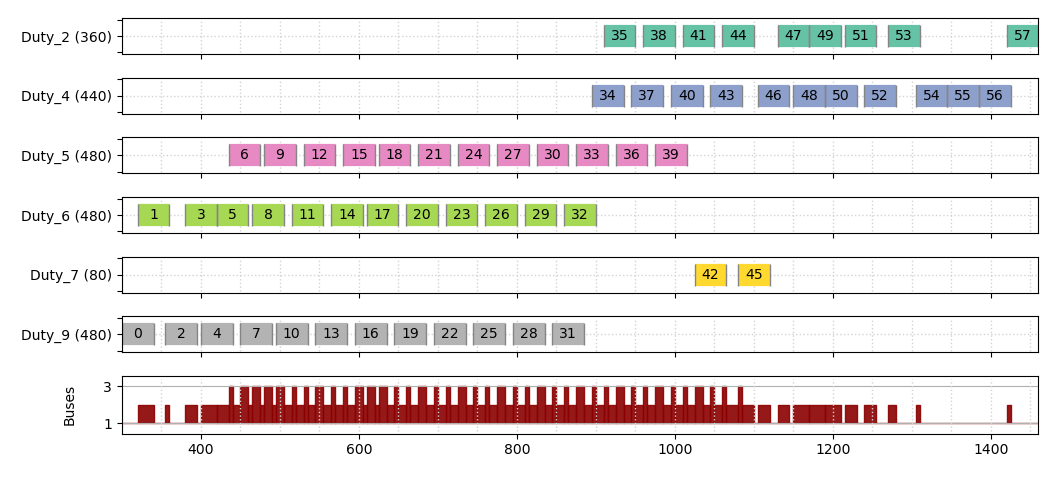 Duty_2 (360) 35 38 41 44 47 49 51 53 57
Duty_4 (440) 34 37 40 43 46 48 50 52 54 55 56
Duty_5 (480) 6 9 12 15 18 21 24 27 30 33 36 39
Duty_6 (480) 1 3 5 8 11 14 17 20 23 26 29 32
Duty_7 (80) 42 45
Duty_9 (480) 0 2 4 7 10 13 16 19 22 25 28 31
Buses
3
1
400 600 800 1000 1200 1400